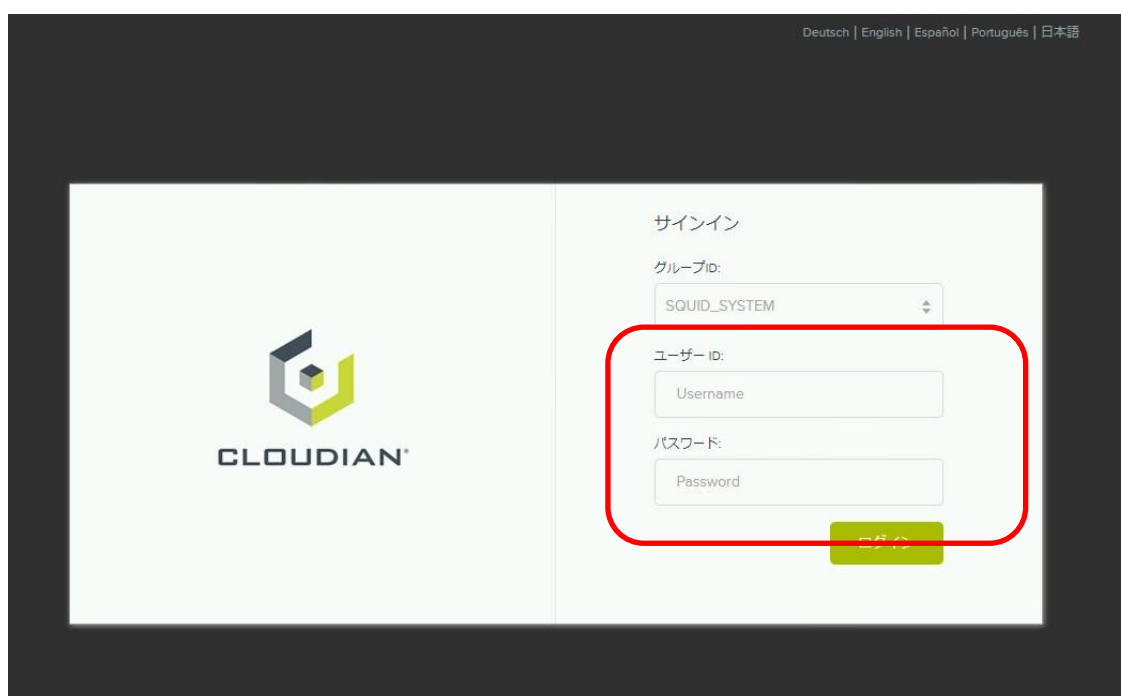 Deutsch | English | Español | Português | 日本語
サインイン
グループID:
SQUID_SYSTEM
ユーザー ID:
Username
パスワード:
Password
ログイン
CLOUDIAN®